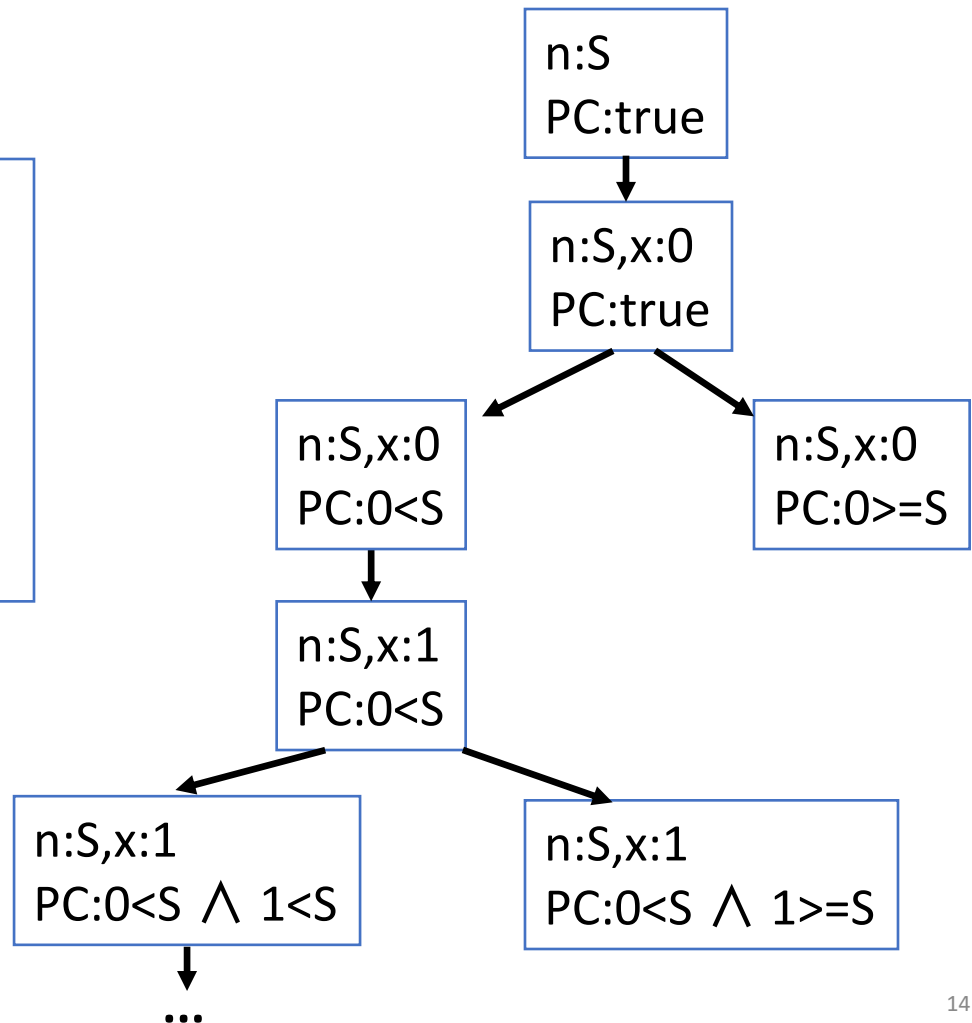 n:S
PC:true
n:S,x:0
PC:true
n:S,x:0
PC:0<S
n:S,x:0
PC:0>=S
n:S,x:1
PC:0<S
n:S,x:1
PC:0<S ⋀ 1<S
n:S,x:1
PC:0<S ⋀ 1>=S
...
14